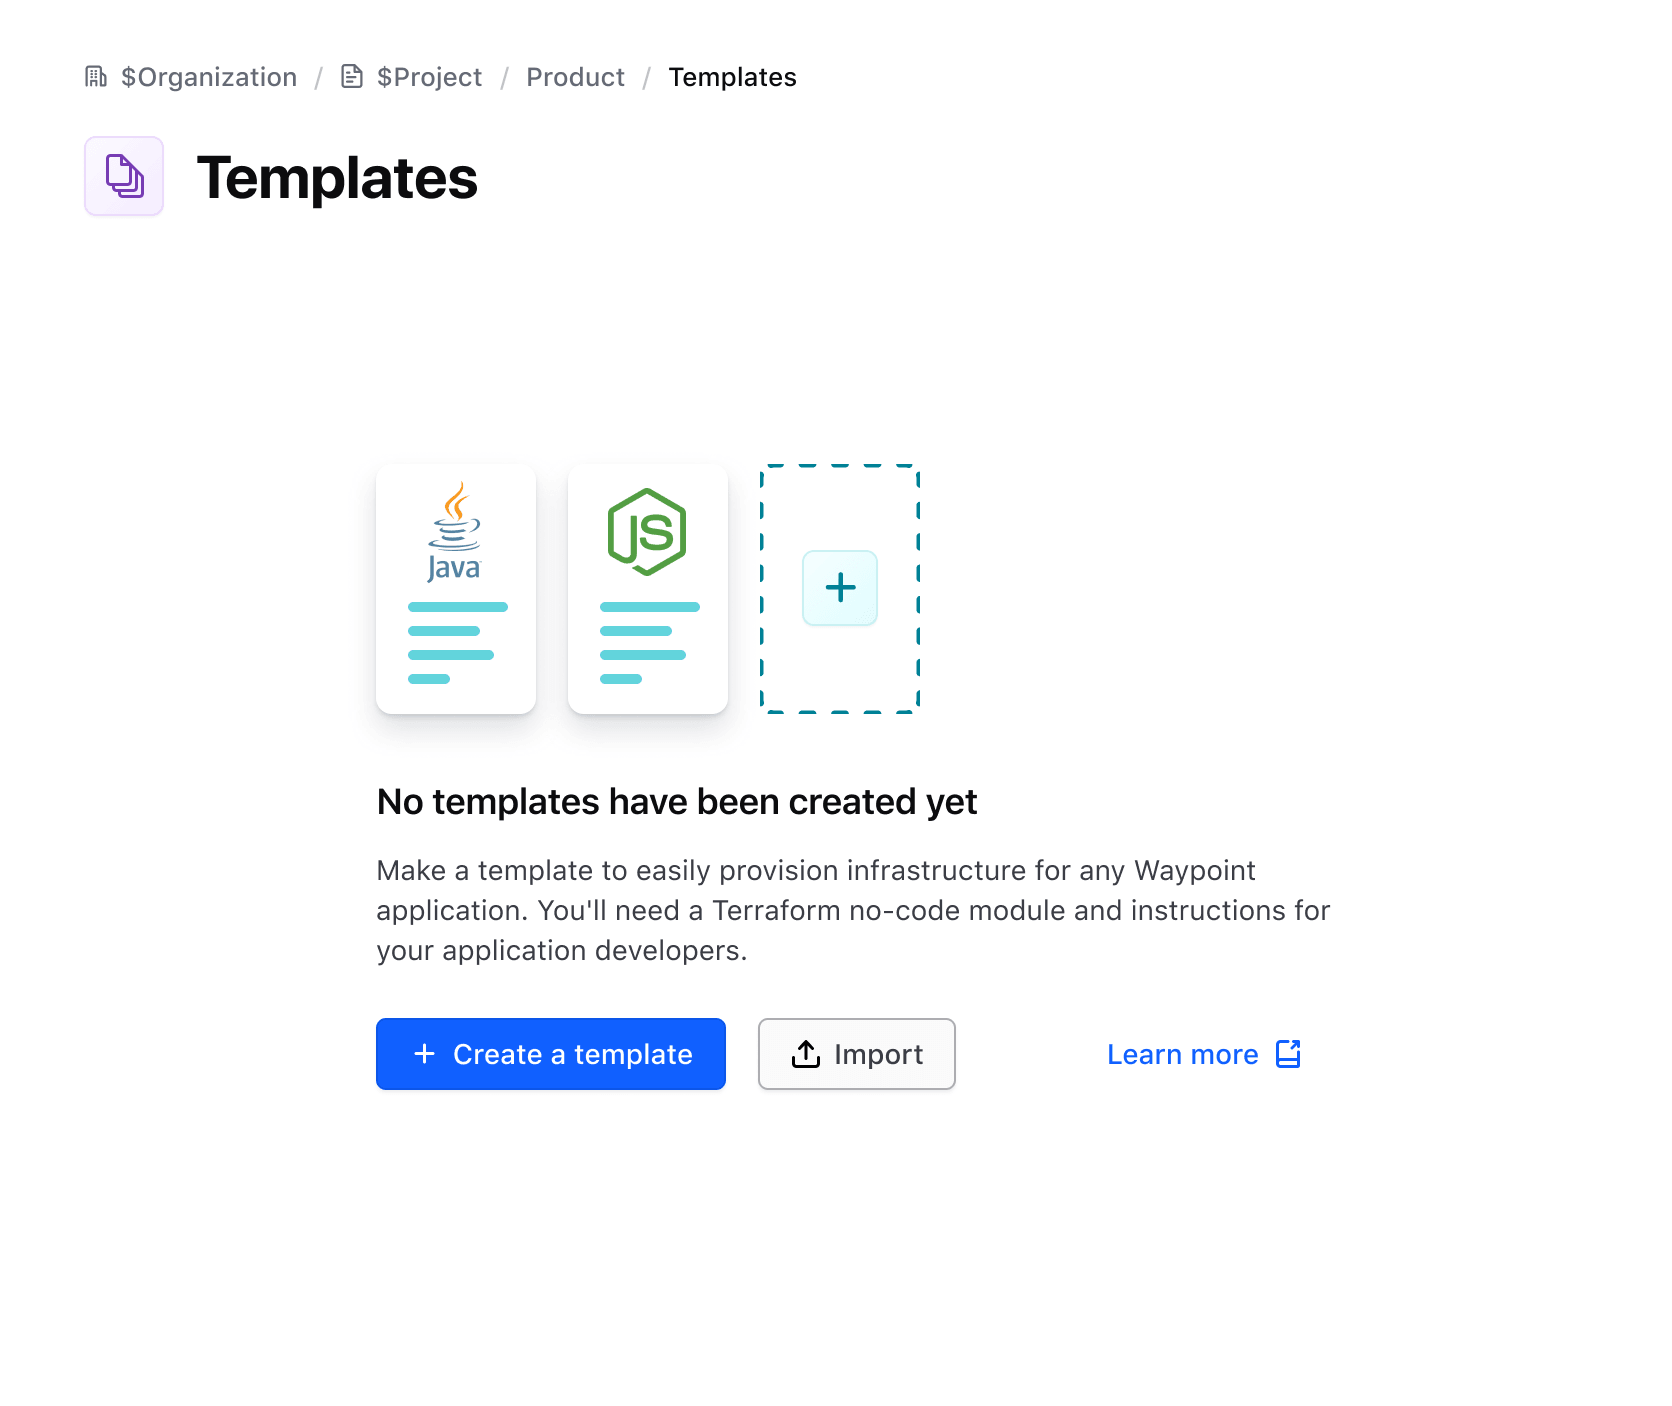 $Organization / $Project / Product / Templates
Templates
Java
JS
No templates have been created yet
Make a template to easily provision infrastructure for any Waypoint
application. You'll need a Terraform no-code module and instructions for
your application developers.
+ Create a template
Import
Learn more